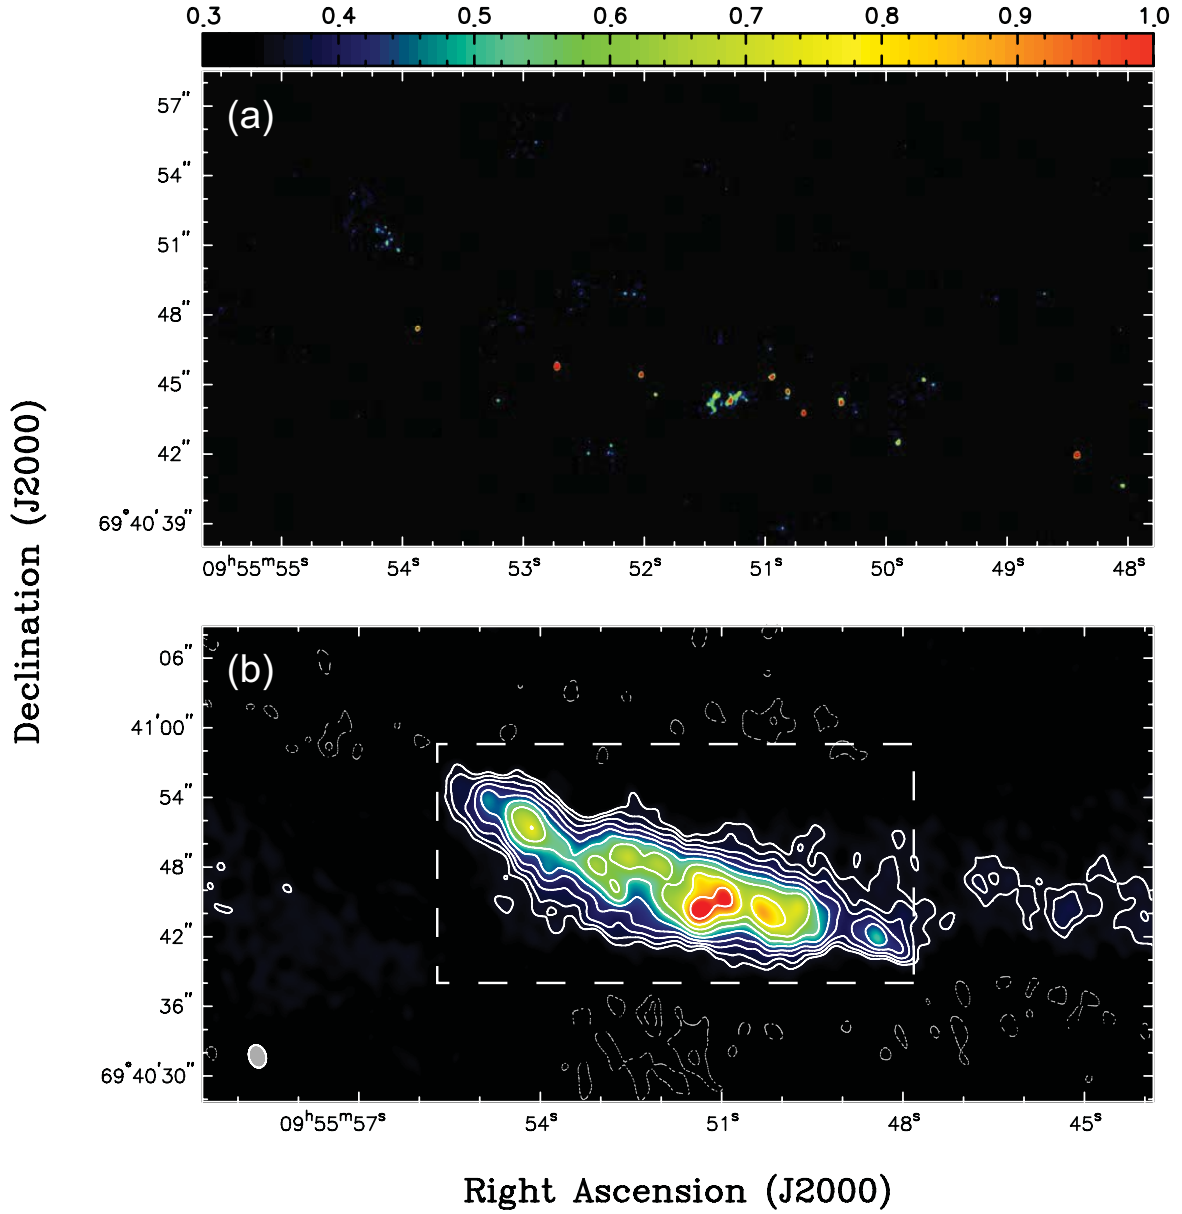 0.3 0.4 0.5 0.6 0.7 0.8 0.9 1.0
(a)
57″
54″
51″
48″
45″
42″
69°40′39″
09ʰ55ᵐ55ˢ 54ˢ 53ˢ 52ˢ 51ˢ 50ˢ 49ˢ 48ˢ
Declination (J2000)
(b)
06″
41′00″
54″
48″
42″
36″
69°40′30″
09ʰ55ᵐ57ˢ 54ˢ 51ˢ 48ˢ 45ˢ
Right Ascension (J2000)